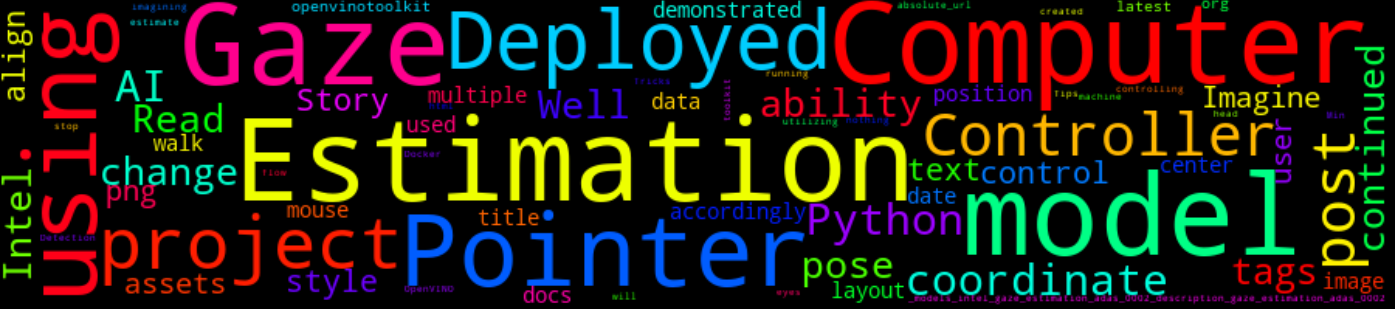 imagining
openvinotoolkit
demonstrated
absolute_url
created
latest
org
align
using
estimate
Gaze
Deployed
Computer
continued
AI
Story
multiple
Well
data
running
toolkit
ability
position
Tips
machine
controlling
Imagine
Read
used
utilizing
nothing
head
stop
walk
Estimation
Controller
user
Docker
Intel.
change
text
control
center
post
png
date
mouse
title
accordingly
Python
model
Detection
project
Pointer
pose
tags
assets
style
OpenVINO
docs
will
eyes
layout
coordinate
image
_models_intel_gaze_estimation_adas_0002_description_gaze_estimation_adas_0002